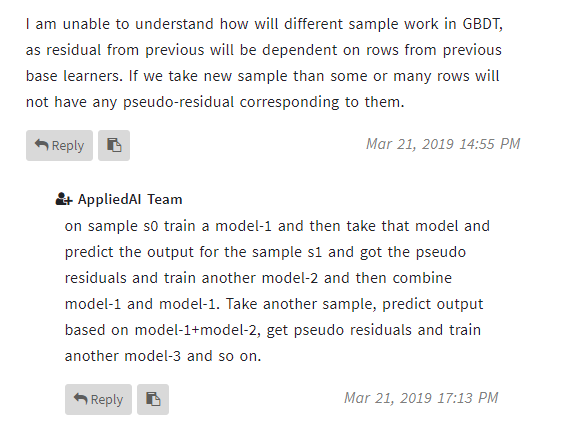 I am unable to understand how will different sample work in GBDT,
as residual from previous will be dependent on rows from previous
base learners. If we take new sample than some or many rows will
not have any pseudo-residual corresponding to them.
Reply
Mar 21, 2019 14:55 PM
AppliedAI Team
on sample s0 train a model-1 and then take that model and
predict the output for the sample s1 and got the pseudo
residuals and train another model-2 and then combine
model-1 and model-1. Take another sample, predict output
based on model-1+model-2, get pseudo residuals and train
another model-3 and so on.
Reply
Mar 21, 2019 17:13 PM